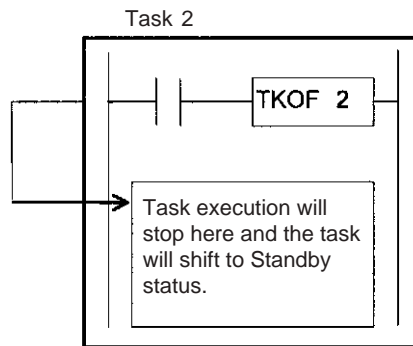 Task 2
TKOF 2
Task execution will
stop here and the task
will shift to Standby
status.